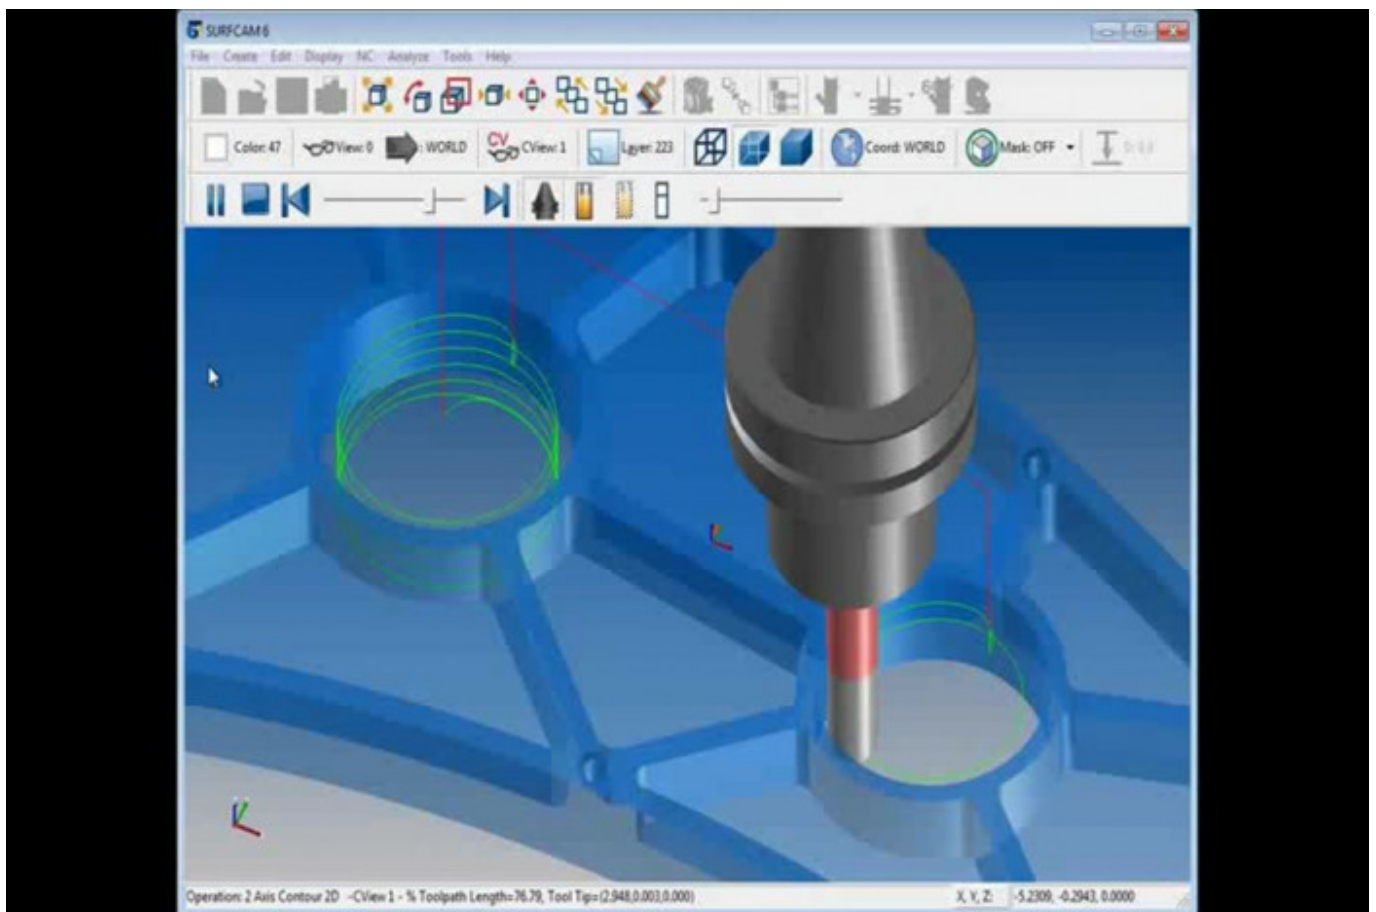 SURFCAM 6
File Create Edit Display NC Analyze Tools Help
Color: 47 View: 0 : WORLD CV CView: 1 Layer: 223 Coord: WORLD Mask: OFF
Operation: 2 Axis Contour 2D -CView 1 - % Toolpath Length=76.79, Tool Tip=(2.948,0.003,0.000) X, Y, Z: -5.2309, -0.2943, 0.0000